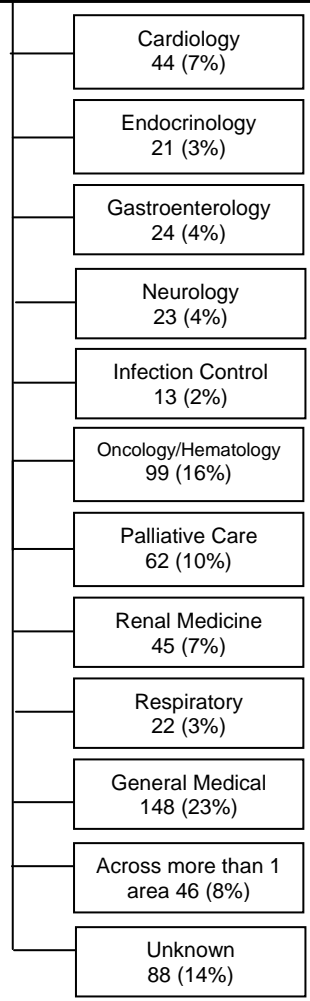 Cardiology
44 (7%)
Endocrinology
21 (3%)
Gastroenterology
24 (4%)
Neurology
23 (4%)
Infection Control
13 (2%)
Oncology/Hematology
99 (16%)
Palliative Care
62 (10%)
Renal Medicine
45 (7%)
Respiratory
22 (3%)
General Medical
148 (23%)
Across more than 1
area 46 (8%)
Unknown
88 (14%)